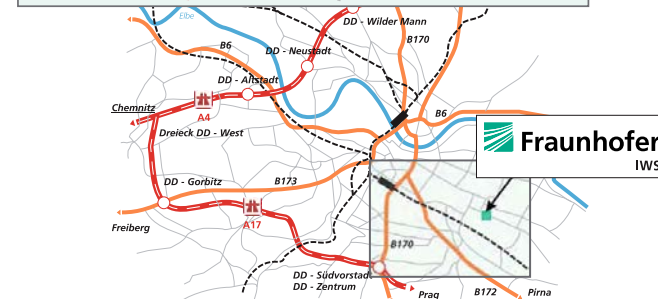 Elbe
DD - Wilder Mann
B170
B6
DD - Neustadt
DD - Altstadt
Chemnitz
A4
B6
Dreieck DD - West
Fraunhofer
IWS
DD - Gorbitz
B173
Freiberg
A17
B170
DD - Südvorstadt
DD - Zentrum
Prag
B172
Pirna